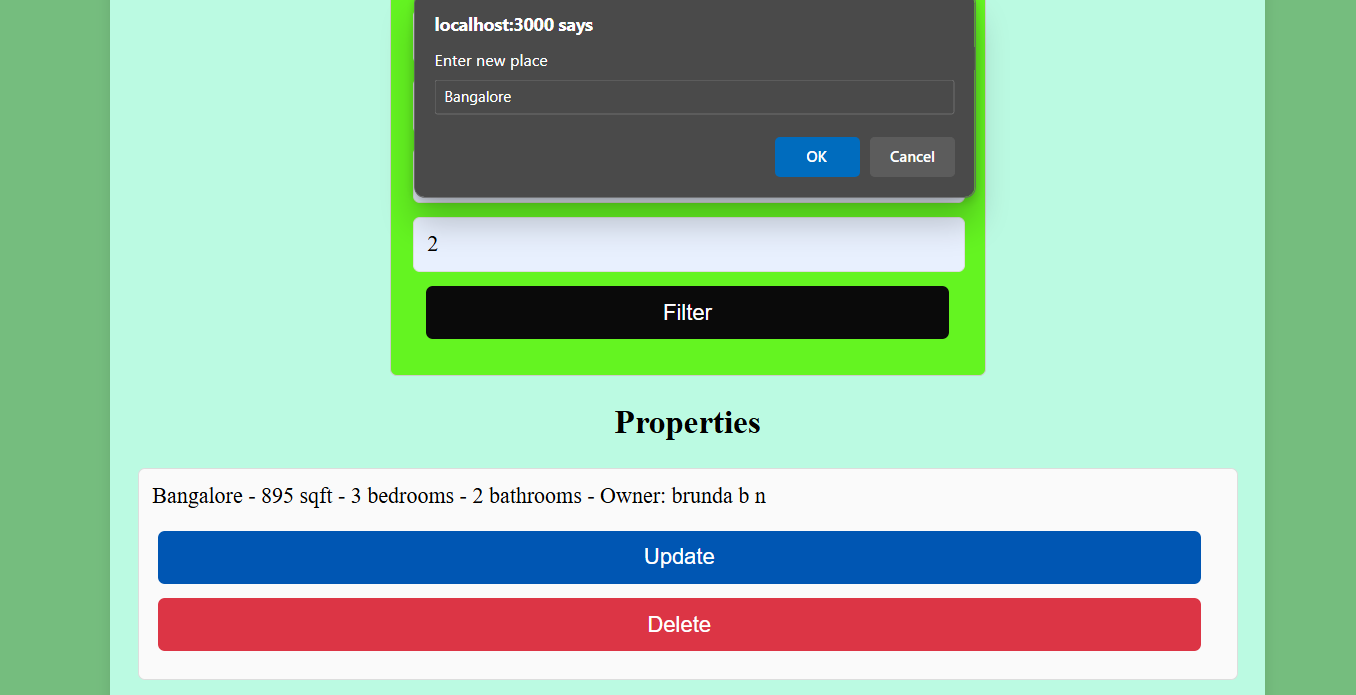 localhost:3000 says
Enter new place
Bangalore
OK
Cancel
2
Filter
Properties
Bangalore - 895 sqft - 3 bedrooms - 2 bathrooms - Owner: brunda b n
Update
Delete